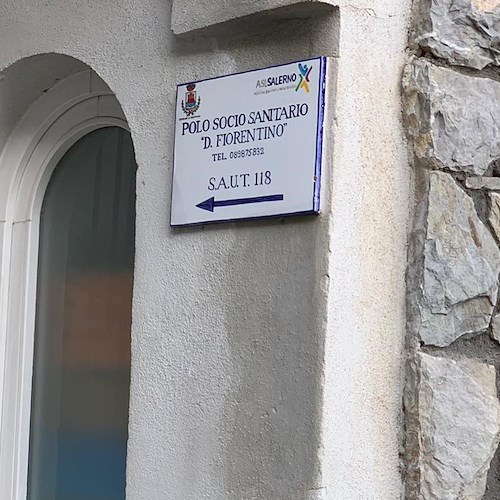 ASLSALERNO
POLO SOCIO SANITARIO
"D. FIORENTINO"
TEL. 089875832
S.A.U.T. 118